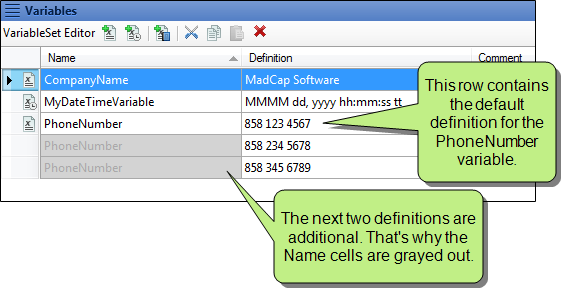 Variables
VariableSet Editor
Name Definition Comment
CompanyName MadCap Software
MyDateTimeVariable MMMM dd, yyyy hh:mm:ss tt
PhoneNumber 858 123 4567
PhoneNumber 858 234 5678
PhoneNumber 858 345 6789
This row contains
the default
definition for the
PhoneNumber
variable.
The next two definitions are
additional. That's why the
Name cells are grayed out.